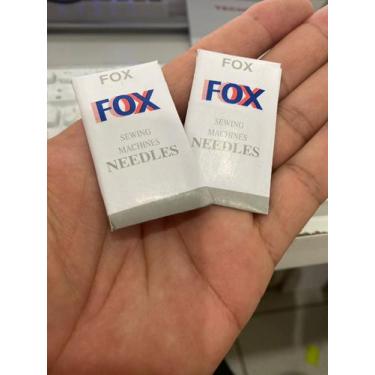 FOX
FOX
SEWING
MACHINES
NEEDLES
FOX
FOX
SEWING
MACHINES
NEEDLES